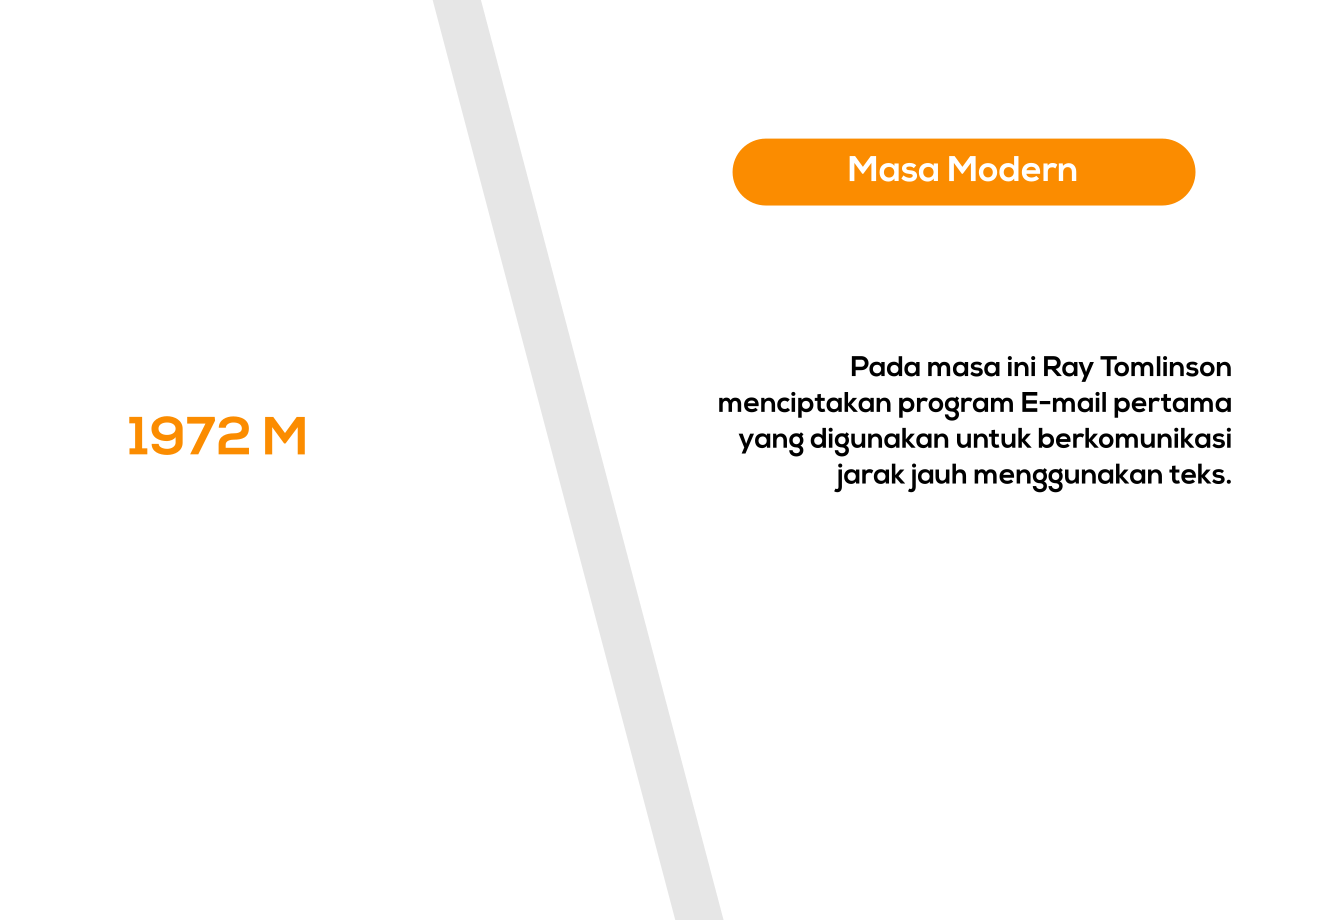 1972 M
Masa Modern
Pada masa ini Ray Tomlinson
menciptakan program E-mail pertama
yang digunakan untuk berkomunikasi
jarak jauh menggunakan teks.